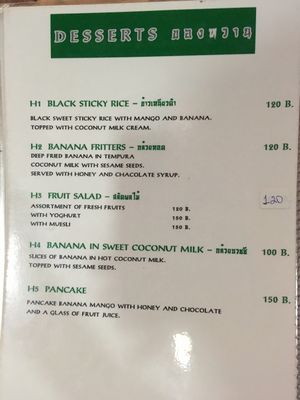 DESSERTS ของหวาน
H1 BLACK STICKY RICE – ข้าวเหนียวดำ 120 B.
BLACK SWEET STICKY RICE WITH MANGO AND BANANA.
TOPPED WITH COCONUT MILK CREAM.
H2 BANANA FRITTERS – กล้วยทอด 120 B.
DEEP FRIED BANANA IN TEMPURA
COCONUT MILK WITH SESAME SEEDS.
SERVED WITH HONEY AND CHACOLATE SYRUP.
H3 FRUIT SALAD – สลัดผลไม้ 120
ASSORTMENT OF FRESH FRUITS 120 B.
WITH YOGHURT 150 B.
WITH MUESLI 150 B.
H4 BANANA IN SWEET COCONUT MILK – กล้วยบวชชี 100 B.
SLICES OF BANANA IN HOT COCONUT MILK.
TOPPED WITH SESAME SEEDS.
H5 PANCAKE 150 B.
PANCAKE BANANA MANGO WITH HONEY AND CHOCOLATE
AND A GLASS OF FRUIT JUICE.